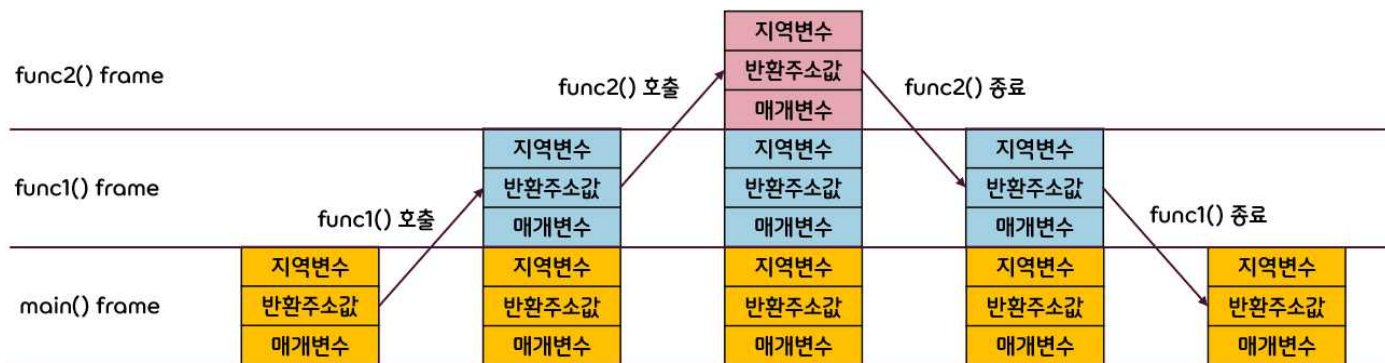 지역변수
func2() frame
func2() 호출
반환주소값
func2() 종료
매개변수
지역변수
지역변수
지역변수
func1() frame
func1() 호출
반환주소값
반환주소값
반환주소값
func1() 종료
매개변수
매개변수
매개변수
지역변수
지역변수
지역변수
지역변수
지역변수
main() frame
반환주소값
반환주소값
반환주소값
반환주소값
반환주소값
매개변수
매개변수
매개변수
매개변수
매개변수